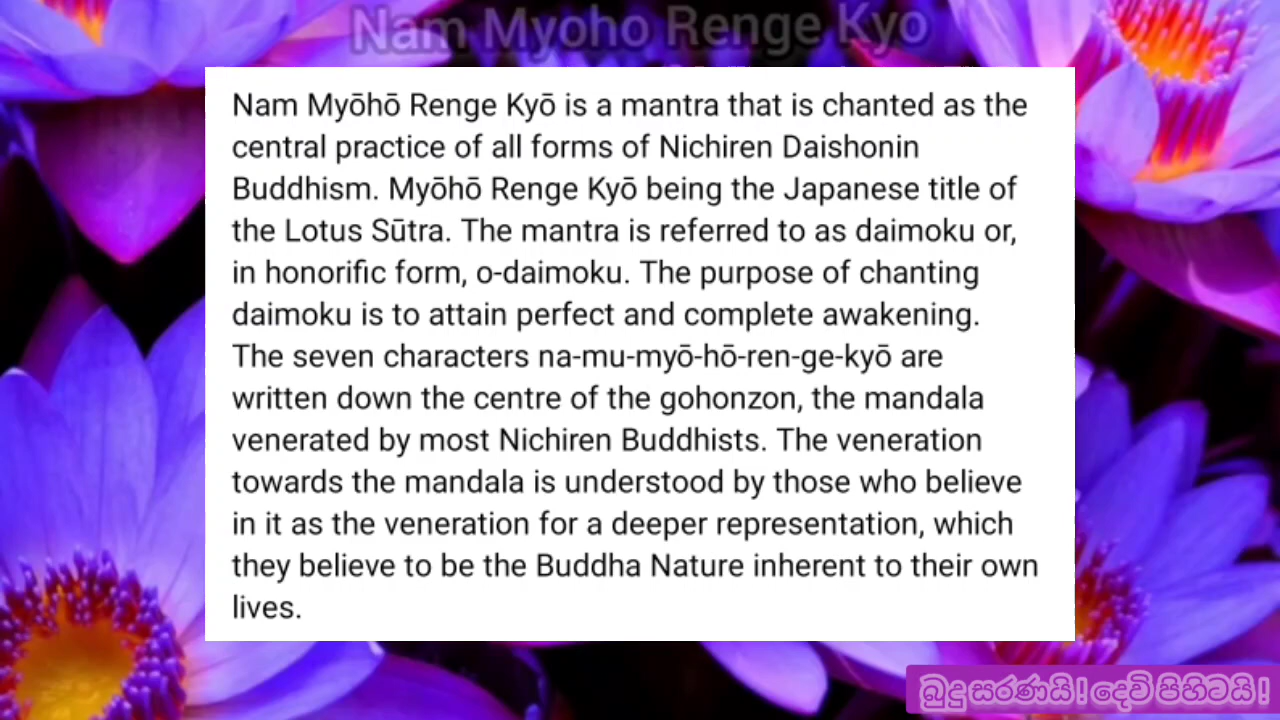 Nam Myoho Renge Kyo
Nam Myōhō Renge Kyō is a mantra that is chanted as the
central practice of all forms of Nichiren Daishonin
Buddhism. Myōhō Renge Kyō being the Japanese title of
the Lotus Sūtra. The mantra is referred to as daimoku or,
in honorific form, o-daimoku. The purpose of chanting
daimoku is to attain perfect and complete awakening.
The seven characters na-mu-myō-hō-ren-ge-kyō are
written down the centre of the gohonzon, the mandala
venerated by most Nichiren Buddhists. The veneration
towards the mandala is understood by those who believe
in it as the veneration for a deeper representation, which
they believe to be the Buddha Nature inherent to their own
lives.
බුදු සරණයි ! දෙවි පිහිටයි !